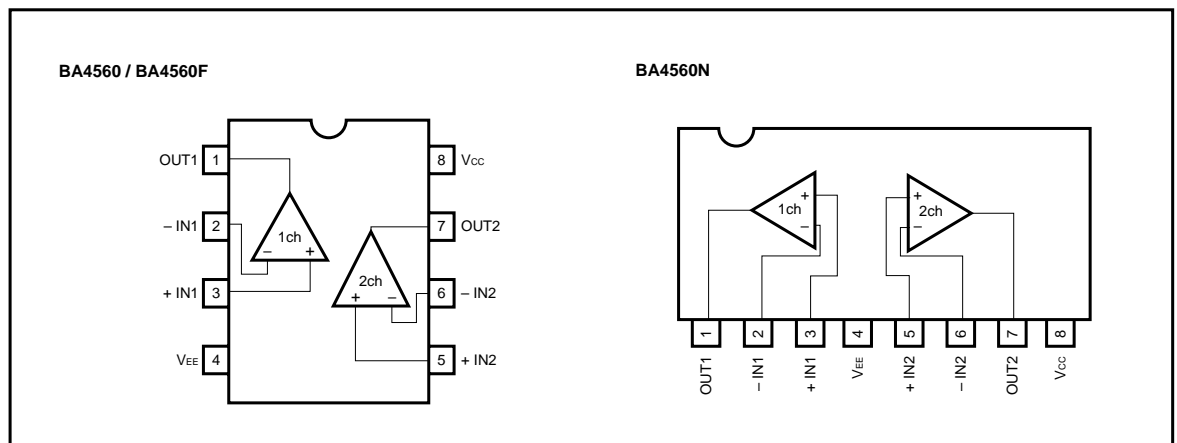 BA4560 / BA4560F
OUT1 1
– IN1 2
+ IN1 3
VEE 4
8 Vcc
7 OUT2
6 – IN2
5 + IN2
1ch
– +
2ch
+ –
BA4560N
1ch
+
–
2ch
+
–
1 2 3 4 5 6 7 8
OUT1
– IN1
+ IN1
VEE
+ IN2
– IN2
OUT2
Vcc